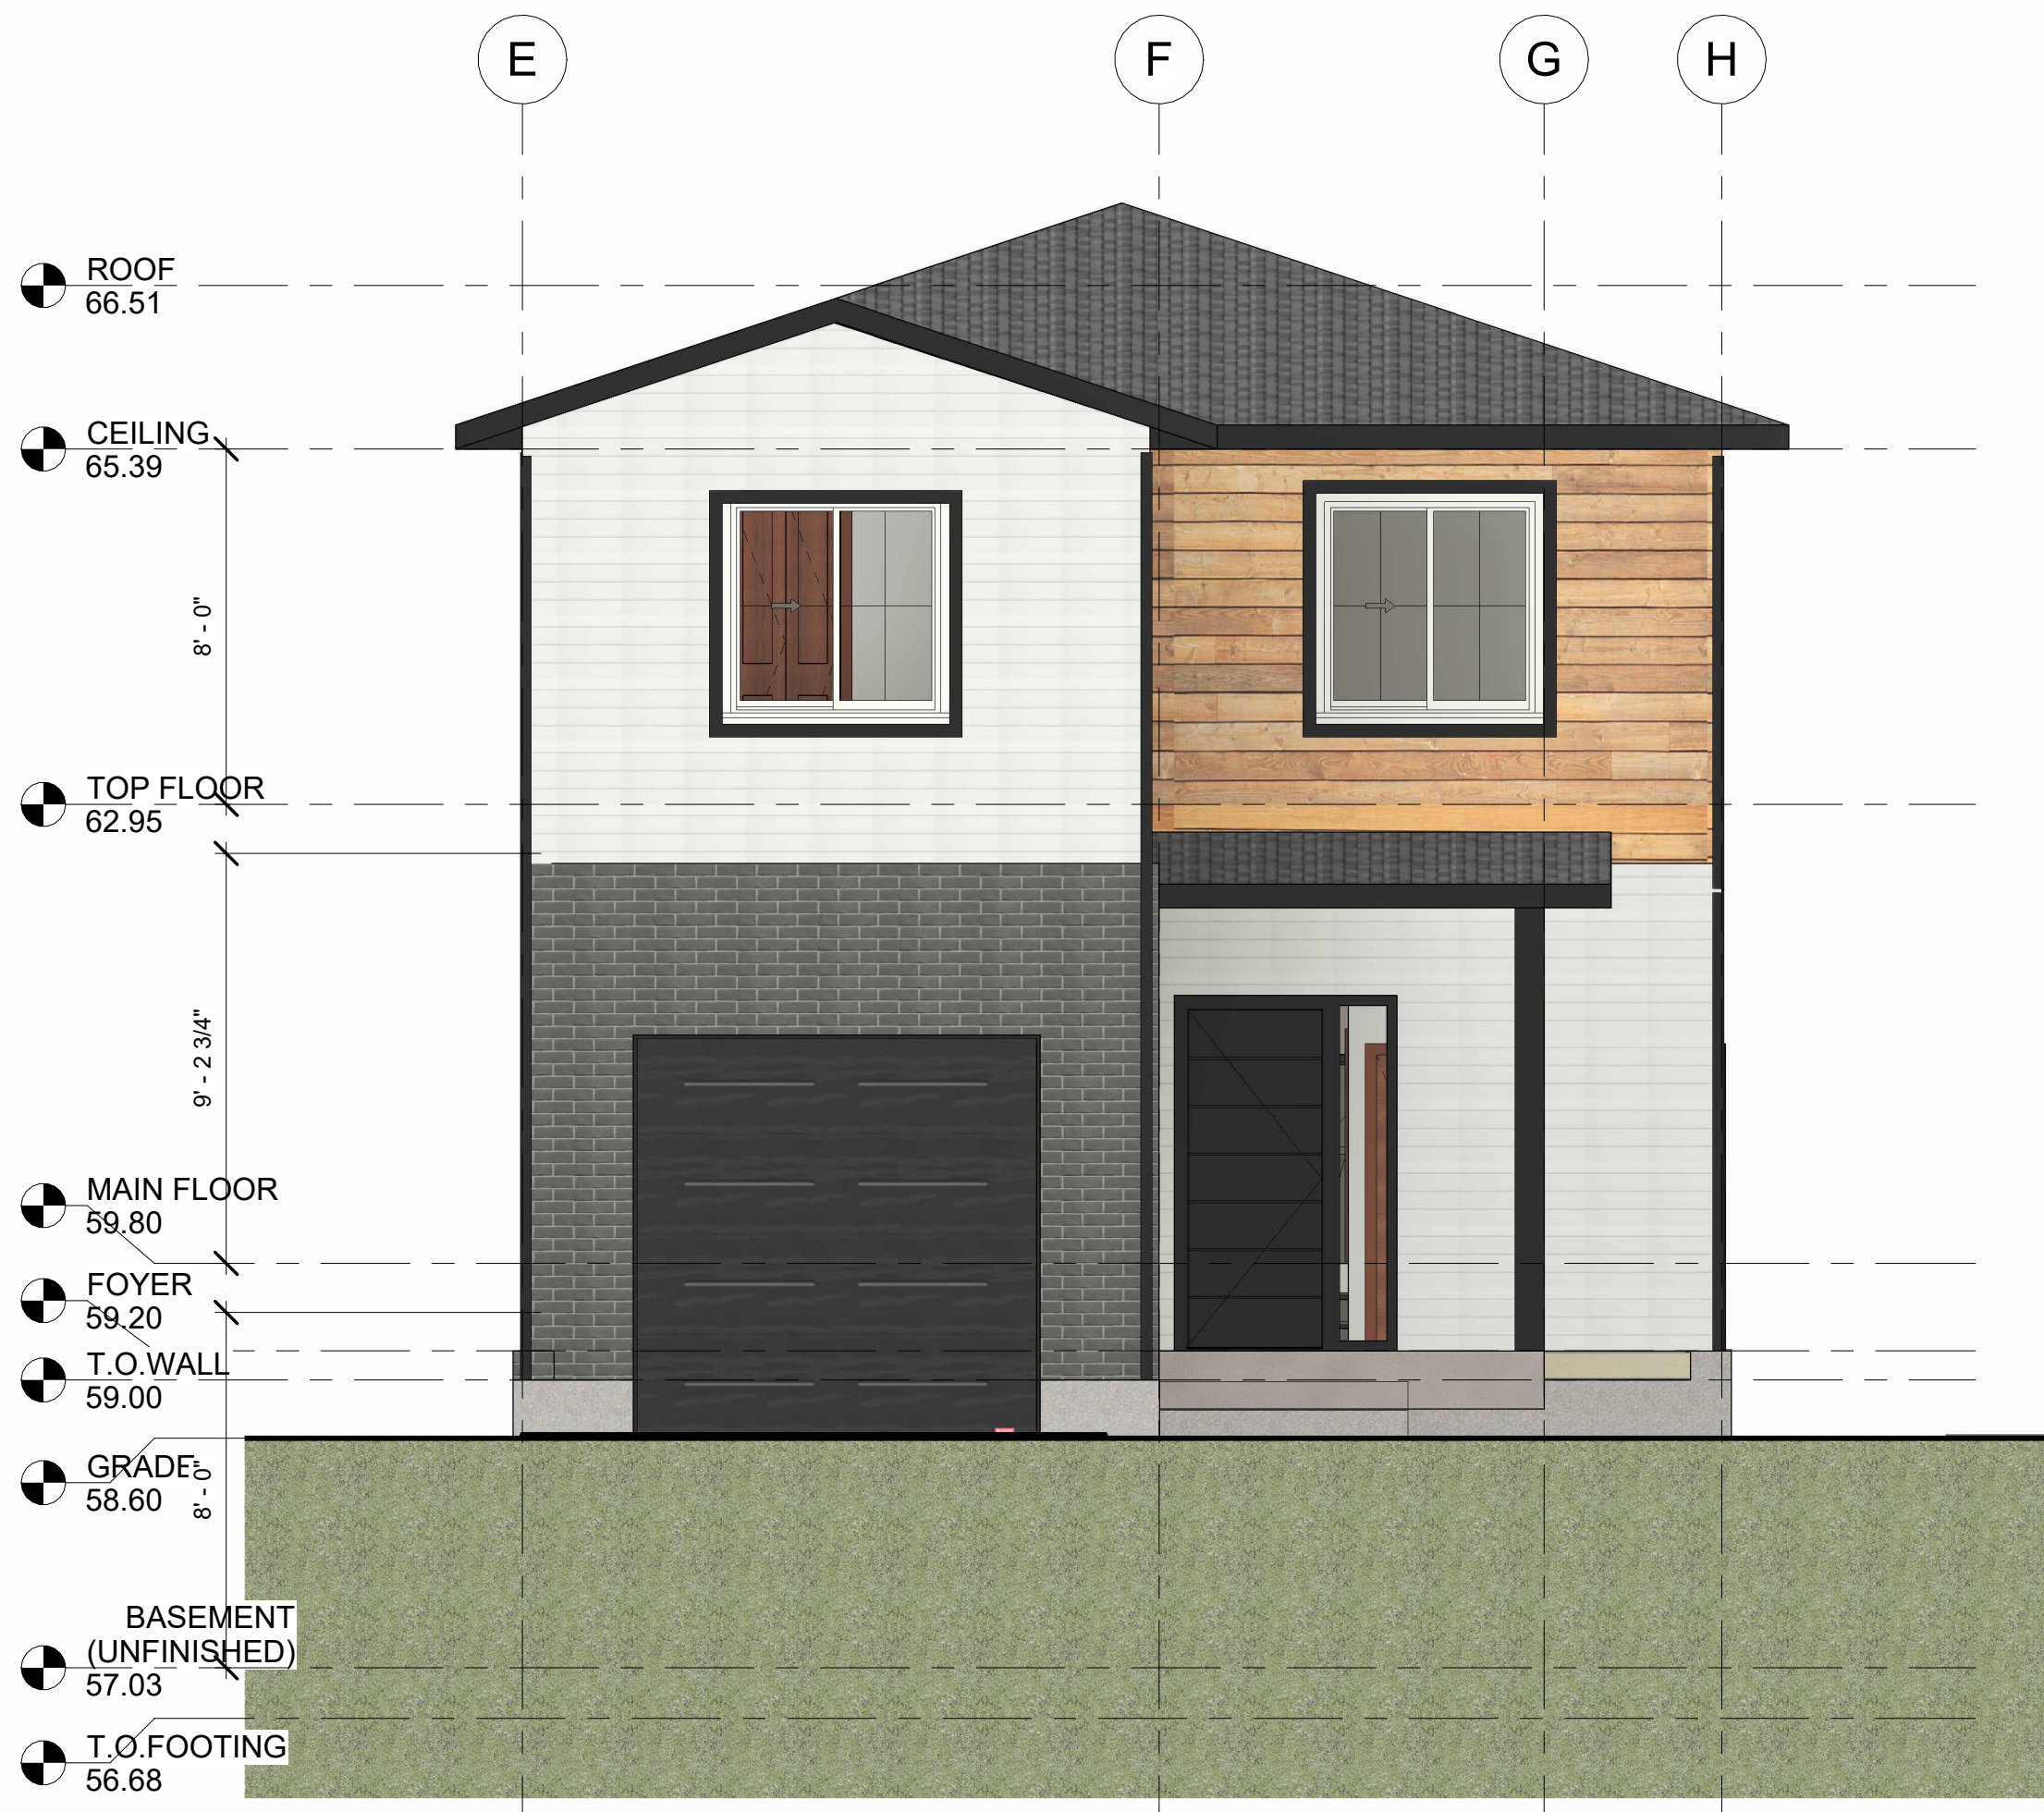 E F G H
ROOF
66.51
CEILING
65.39
8' - 0"
TOP FLOOR
62.95
9' - 2 3/4"
MAIN FLOOR
59.80
FOYER
59.20
T.O.WALL
59.00
GRADE
58.60
8' - 0"
BASEMENT
(UNFINISHED)
57.03
T.O.FOOTING
56.68